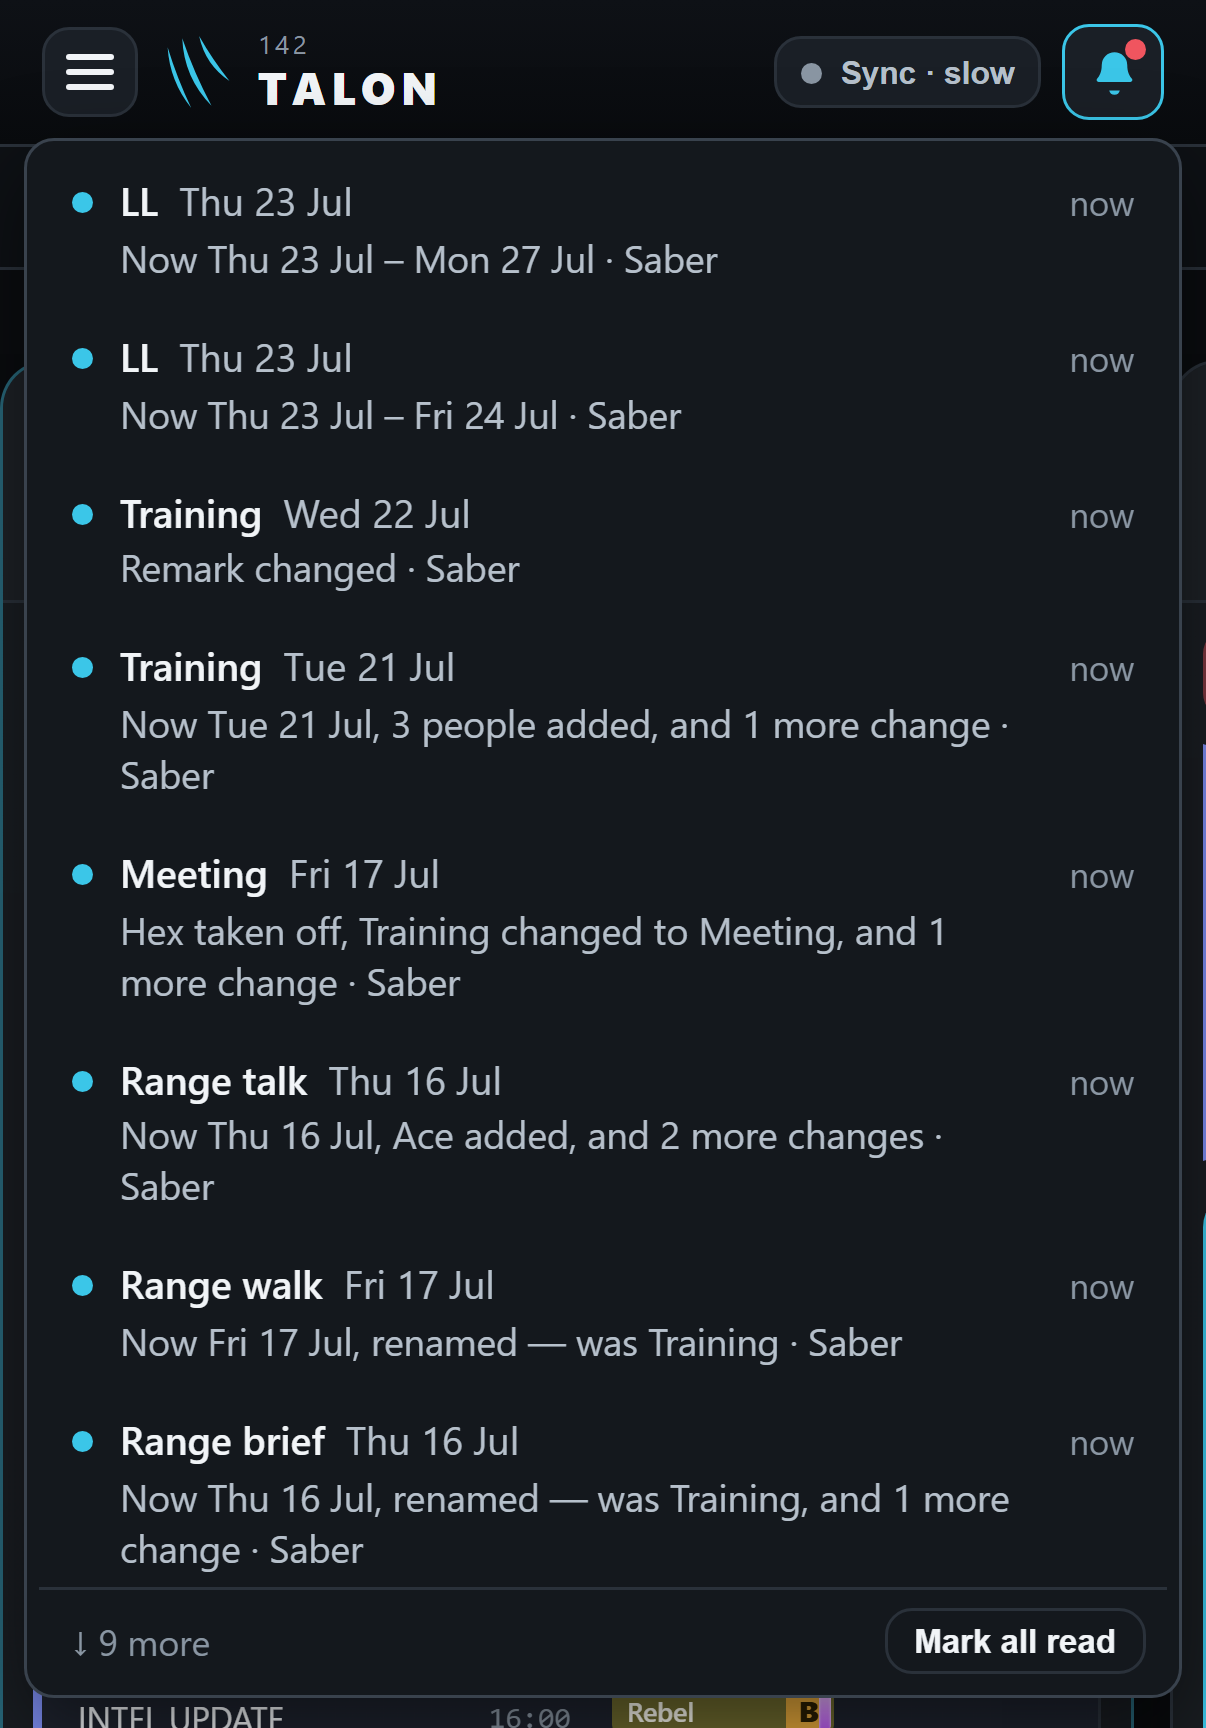 142
TALON
Sync · slow
LL Thu 23 Jul now
Now Thu 23 Jul – Mon 27 Jul · Saber
LL Thu 23 Jul now
Now Thu 23 Jul – Fri 24 Jul · Saber
Training Wed 22 Jul now
Remark changed · Saber
Training Tue 21 Jul now
Now Tue 21 Jul, 3 people added, and 1 more change ·
Saber
Meeting Fri 17 Jul now
Hex taken off, Training changed to Meeting, and 1
more change · Saber
Range talk Thu 16 Jul now
Now Thu 16 Jul, Ace added, and 2 more changes ·
Saber
Range walk Fri 17 Jul now
Now Fri 17 Jul, renamed — was Training · Saber
Range brief Thu 16 Jul now
Now Thu 16 Jul, renamed — was Training, and 1 more
change · Saber
↓ 9 more Mark all read
INTEL UPDATE 16:00 Rebel B